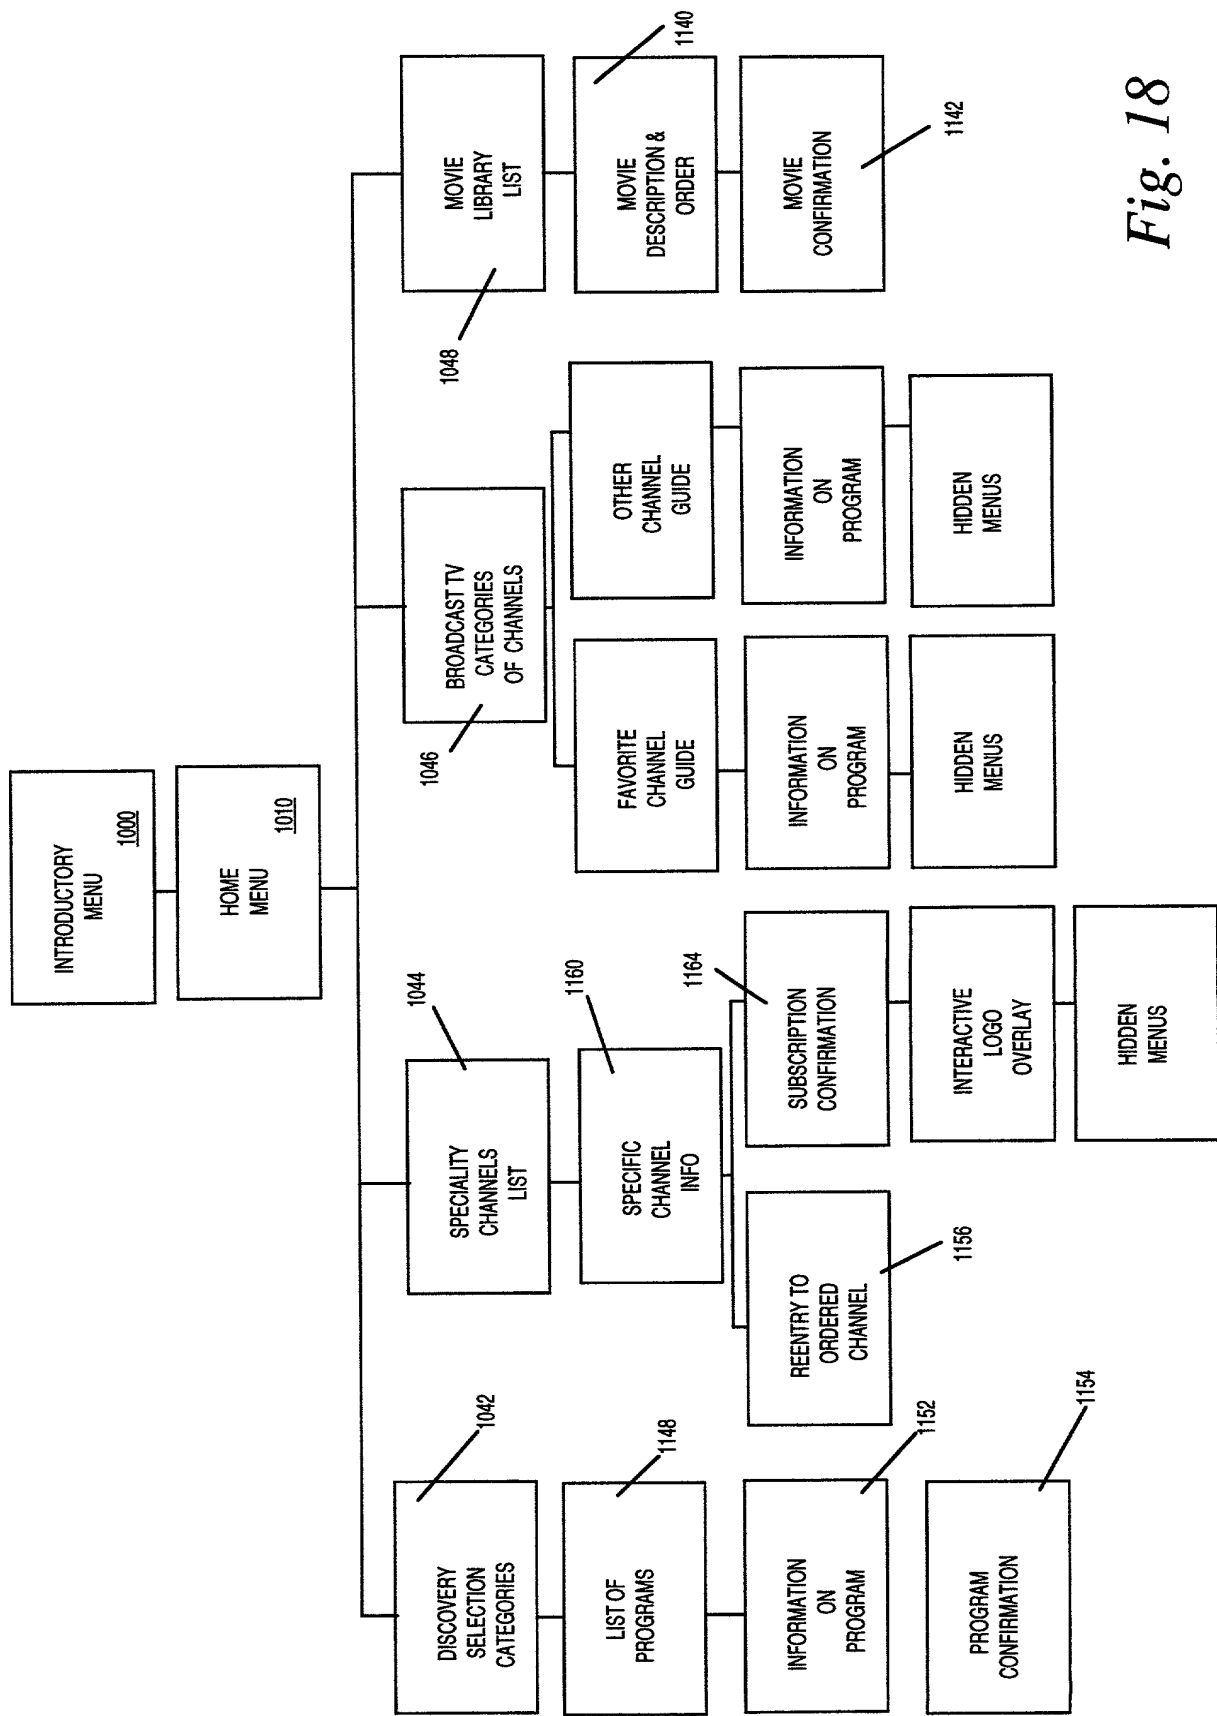 INTRODUCTORY
MENU
1000
HOME
MENU
1010
DISCOVERY
SELECTION
CATEGORIES
1042
LIST OF
PROGRAMS
1148
INFORMATION
ON
PROGRAM
1152
PROGRAM
CONFIRMATION
1154
SPECIALITY
CHANNELS
LIST
1044
SPECIFIC
CHANNEL
INFO
1160
REENTRY TO
ORDERED
CHANNEL
1156
SUBSCRIPTION
CONFIRMATION
1164
INTERACTIVE
LOGO
OVERLAY
HIDDEN
MENUS
BROADCAST TV
CATEGORIES
OF CHANNELS
1046
FAVORITE
CHANNEL
GUIDE
INFORMATION
ON
PROGRAM
HIDDEN
MENUS
OTHER
CHANNEL
GUIDE
INFORMATION
ON
PROGRAM
HIDDEN
MENUS
MOVIE
LIBRARY
LIST
1048
MOVIE
DESCRIPTION &
ORDER
1140
MOVIE
CONFIRMATION
1142
Fig. 18